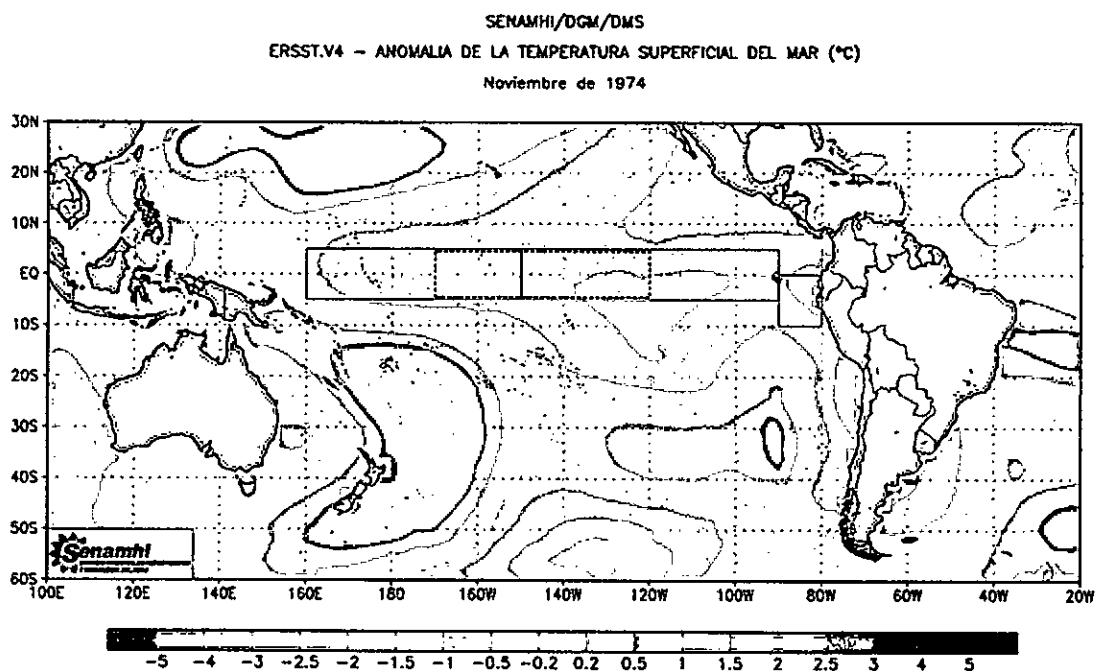 SENAMHI/DGM/DMS
ERSST.V4 – ANOMALIA DE LA TEMPERATURA SUPERFICIAL DEL MAR (°C)
Noviembre de 1974
30N
20N
10N
EQ
10S
20S
30S
40S
50S
60S
Senamhi
100E 120E 140E 160E 180 160W 140W 120W 100W 80W 60W 40W 20W
-5 -4 -3 -2.5 -2 -1.5 -1 -0.5 -0.2 0.2 0.5 1 1.5 2 2.5 3 4 5